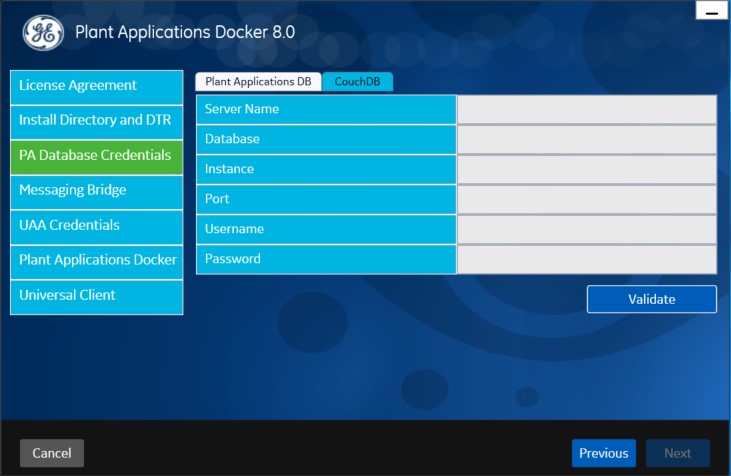 Plant Applications Docker 8.0
License Agreement
Install Directory and DTR
PA Database Credentials
Messaging Bridge
UAA Credentials
Plant Applications Docker
Universal Client
Plant Applications DB
CouchDB
Server Name
Database
Instance
Port
Username
Password
Validate
Cancel
Previous
Next